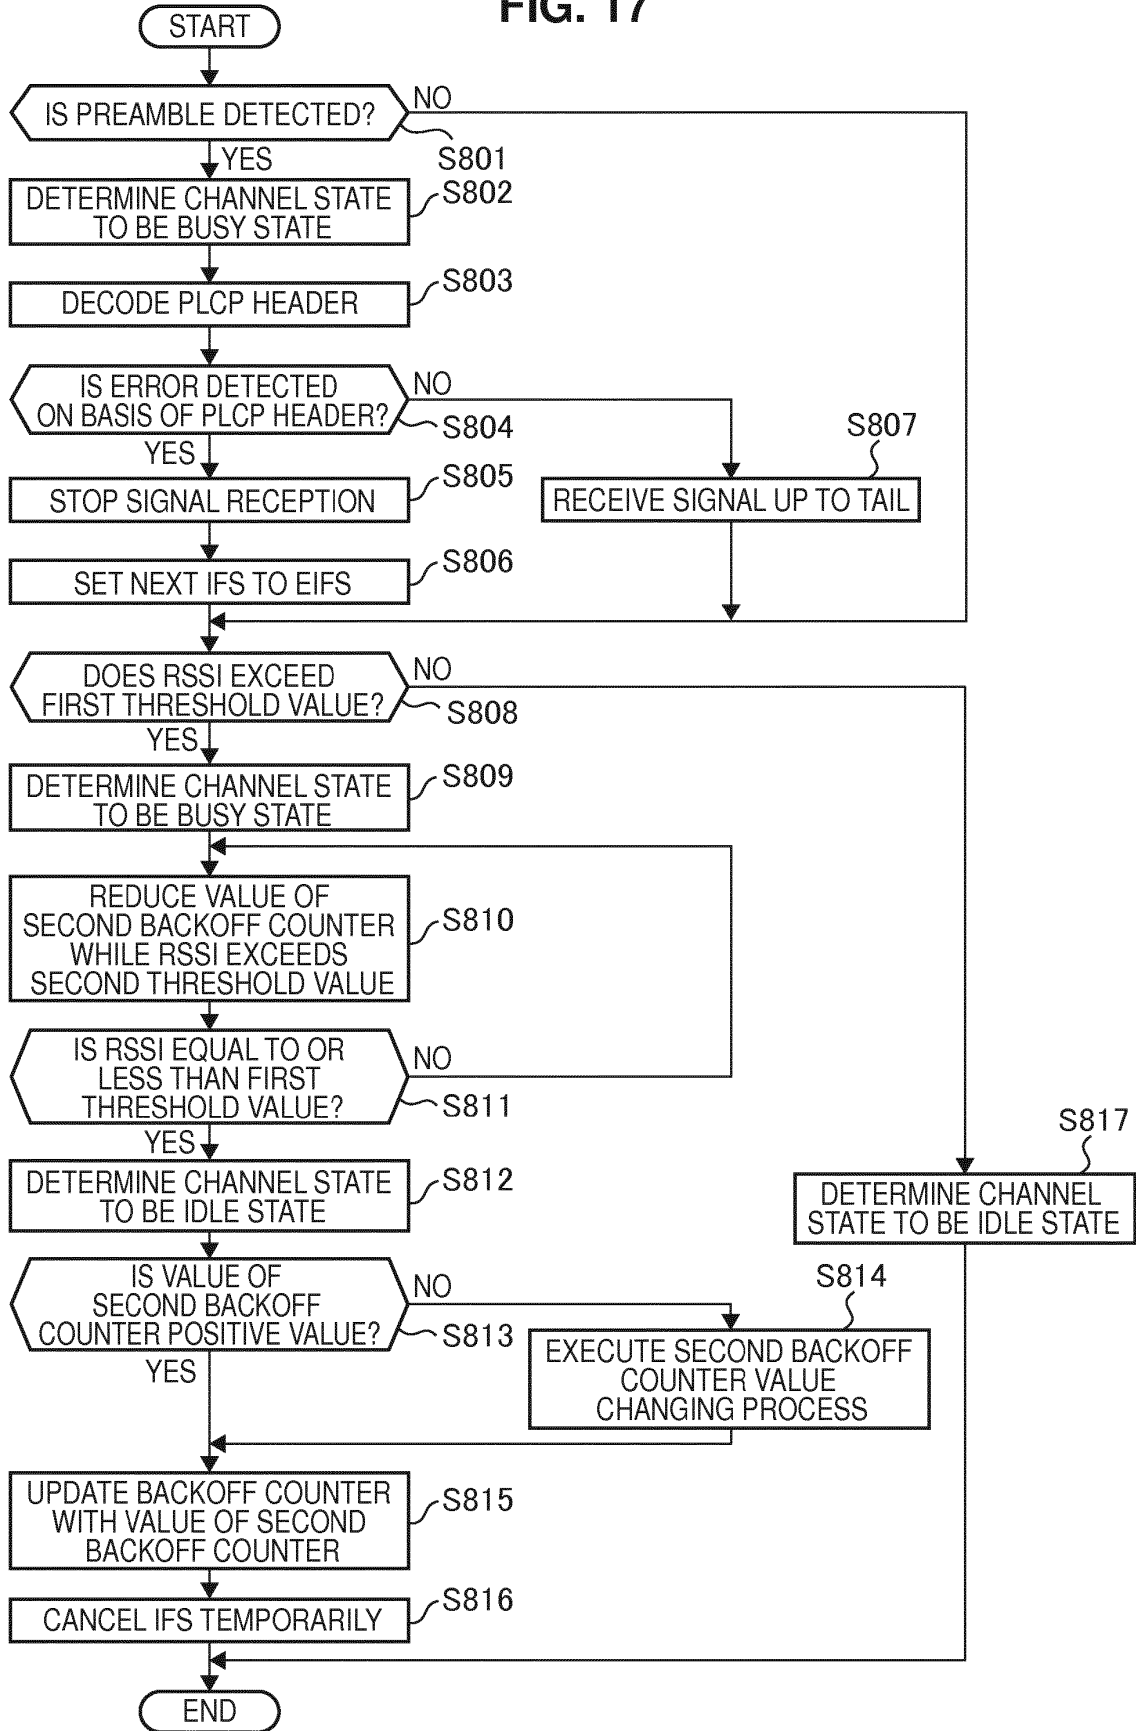 FIG. 17
START
IS PREAMBLE DETECTED?
NO
S801
YES
DETERMINE CHANNEL STATE
TO BE BUSY STATE
S802
DECODE PLCP HEADER
S803
IS ERROR DETECTED
ON BASIS OF PLCP HEADER?
NO
S804
YES
STOP SIGNAL RECEPTION
S805
S807
RECEIVE SIGNAL UP TO TAIL
SET NEXT IFS TO EIFS
S806
DOES RSSI EXCEED
FIRST THRESHOLD VALUE?
NO
S808
YES
DETERMINE CHANNEL STATE
TO BE BUSY STATE
S809
REDUCE VALUE OF
SECOND BACKOFF COUNTER
WHILE RSSI EXCEEDS
SECOND THRESHOLD VALUE
S810
IS RSSI EQUAL TO OR
LESS THAN FIRST
THRESHOLD VALUE?
NO
S811
YES
DETERMINE CHANNEL STATE
TO BE IDLE STATE
S812
S817
DETERMINE CHANNEL
STATE TO BE IDLE STATE
IS VALUE OF
SECOND BACKOFF
COUNTER POSITIVE VALUE?
NO
S813
YES
S814
EXECUTE SECOND BACKOFF
COUNTER VALUE
CHANGING PROCESS
UPDATE BACKOFF COUNTER
WITH VALUE OF SECOND
BACKOFF COUNTER
S815
CANCEL IFS TEMPORARILY
S816
END